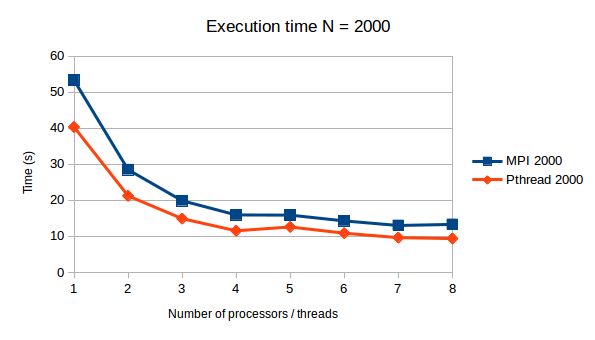 Execution time N = 2000
60
50
40
30
20
10
0
Time (s)
1 2 3 4 5 6 7 8
Number of processors / threads
MPI 2000
Pthread 2000